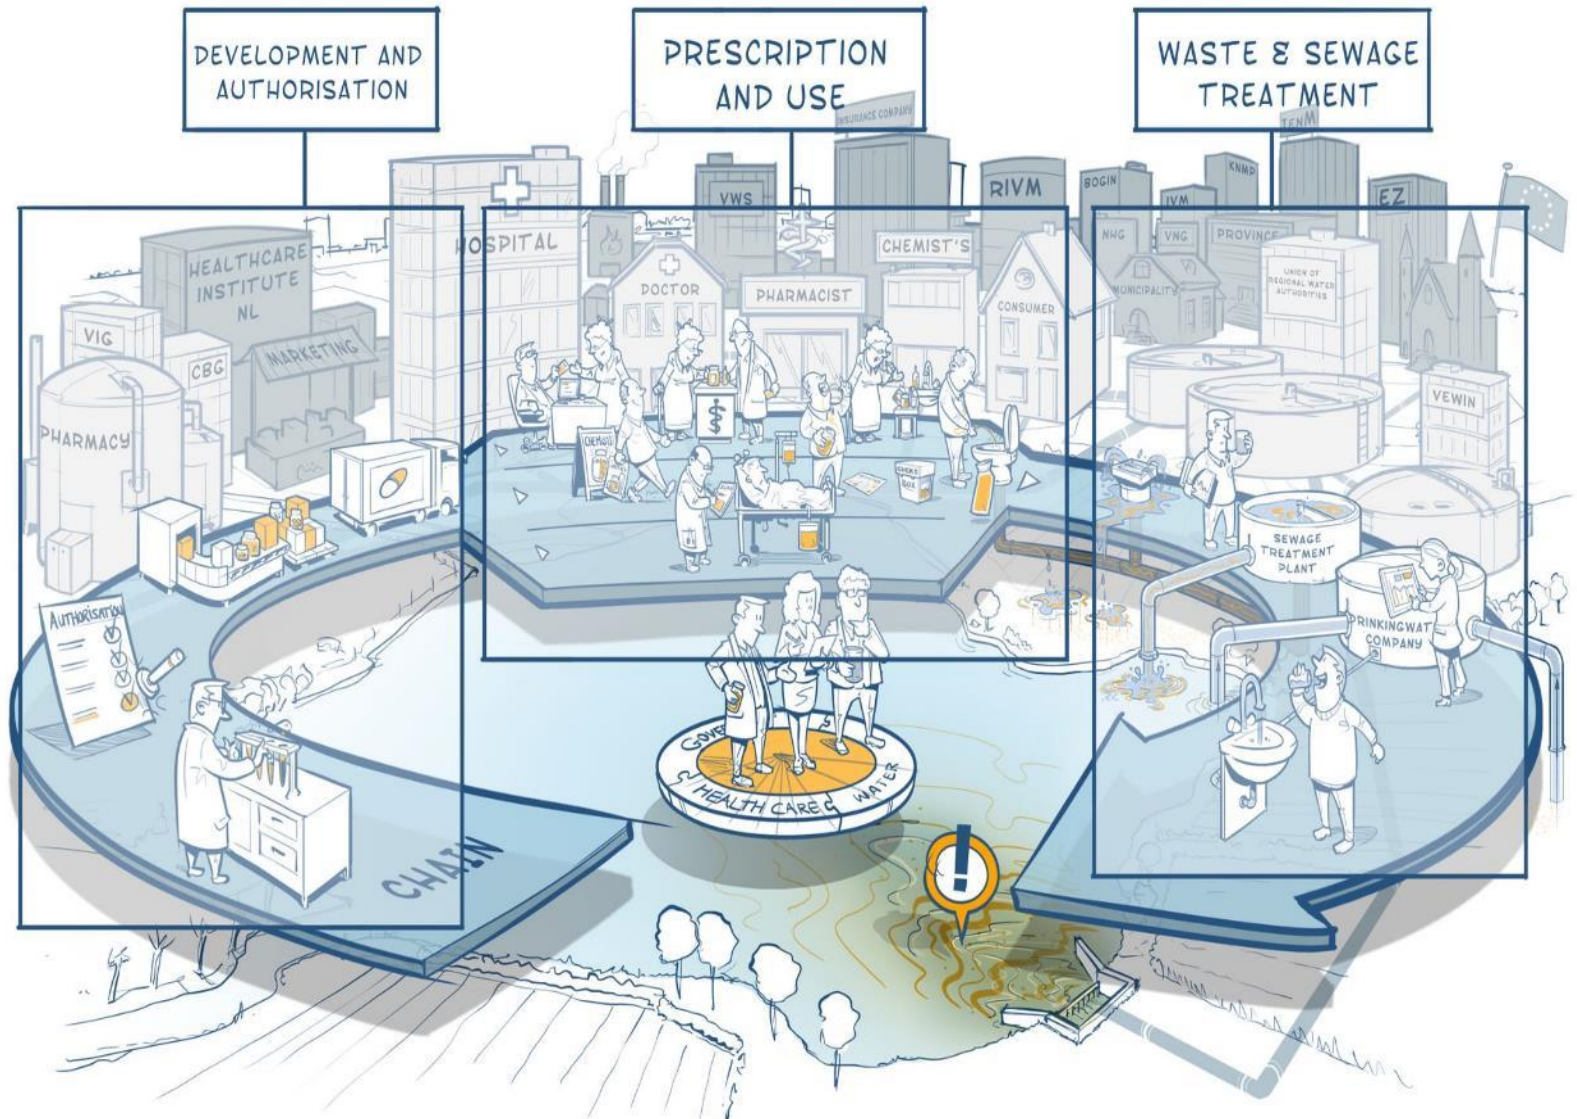 DEVELOPMENT AND
AUTHORISATION
PRESCRIPTION
AND USE
WASTE & SEWAGE
TREATMENT
INSURANCE COMPANY
IENM
HOSPITAL
VWS
RIVM
BOGIN
IVM
KNMP
EZ
HEALTHCARE
INSTITUTE
NL
DOCTOR
PHARMACIST
CHEMIST'S
CONSUMER
NHG
VNG
PROVINCE
MUNICIPALITY
UNION OF
REGIONAL WATER
AUTHORITIES
VIG
CBG
MARKETING
VEWIN
PHARMACY
CHEMIST'S
$
SEWAGE
TREATMENT
PLANT
AUTHORISATION
DRINKINGWAT
COMPANY
GOVE
HEALTH CARE
WATER
!
CHAIN